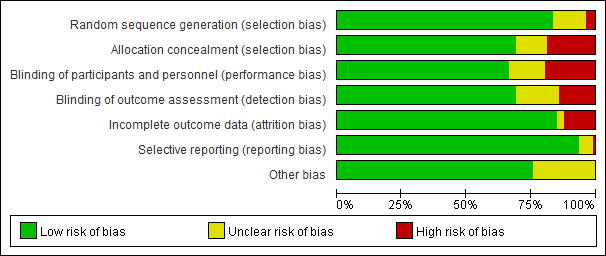 Random sequence generation (selection bias)
Allocation concealment (selection bias)
Blinding of participants and personnel (performance bias)
Blinding of outcome assessment (detection bias)
Incomplete outcome data (attrition bias)
Selective reporting (reporting bias)
Other bias
0% 25% 50% 75% 100%
Low risk of bias Unclear risk of bias High risk of bias